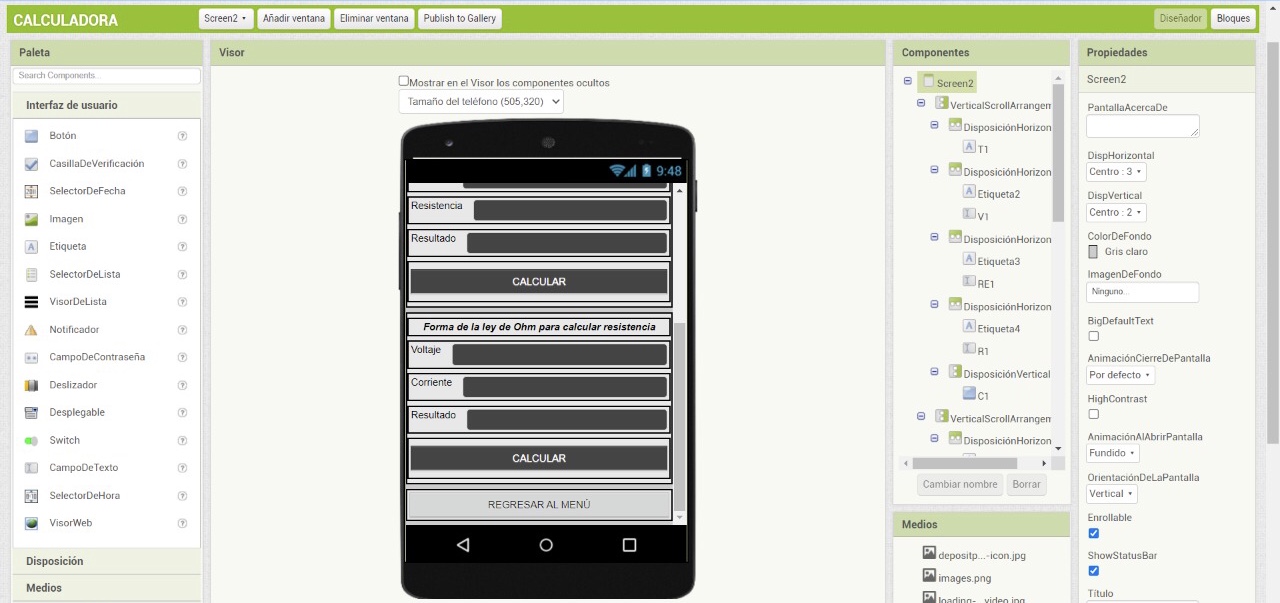 CALCULADORA
Screen2
Añadir ventana
Eliminar ventana
Publish to Gallery
Diseñador
Bloques
Paleta
Search Components...
Interfaz de usuario
Botón
CasillaDeVerificación
SelectorDeFecha
Imagen
Etiqueta
SelectorDeLista
VisorDeLista
Notificador
CampoDeContraseña
Deslizador
Desplegable
Switch
CampoDeTexto
SelectorDeHora
VisorWeb
Disposición
Medios
Visor
Mostrar en el Visor los componentes ocultos
Tamaño del teléfono (505,320)
9:48
Resistencia
Resultado
CALCULAR
Forma de la ley de Ohm para calcular resistencia
Voltaje
Corriente
Resultado
CALCULAR
REGRESAR AL MENÚ
Componentes
Screen2
VerticalScrollArrangem
DisposiciónHorizon
T1
DisposiciónHorizon
Etiqueta2
V1
DisposiciónHorizon
Etiqueta3
RE1
DisposiciónHorizon
Etiqueta4
R1
DisposiciónVertical
C1
VerticalScrollArrangem
DisposiciónHorizon
Cambiar nombre
Borrar
Medios
depositp...-icon.jpg
images.png
loading-...video.jpg
Propiedades
Screen2
PantallaAcercaDe
DispHorizontal
Centro : 3
DispVertical
Centro : 2
ColorDeFondo
Gris claro
ImagenDeFondo
Ninguno...
BigDefaultText
AnimaciónCierreDePantalla
Por defecto
HighContrast
AnimaciónAlAbrirPantalla
Fundido
OrientaciónDeLaPantalla
Vertical
Enrollable
ShowStatusBar
Título